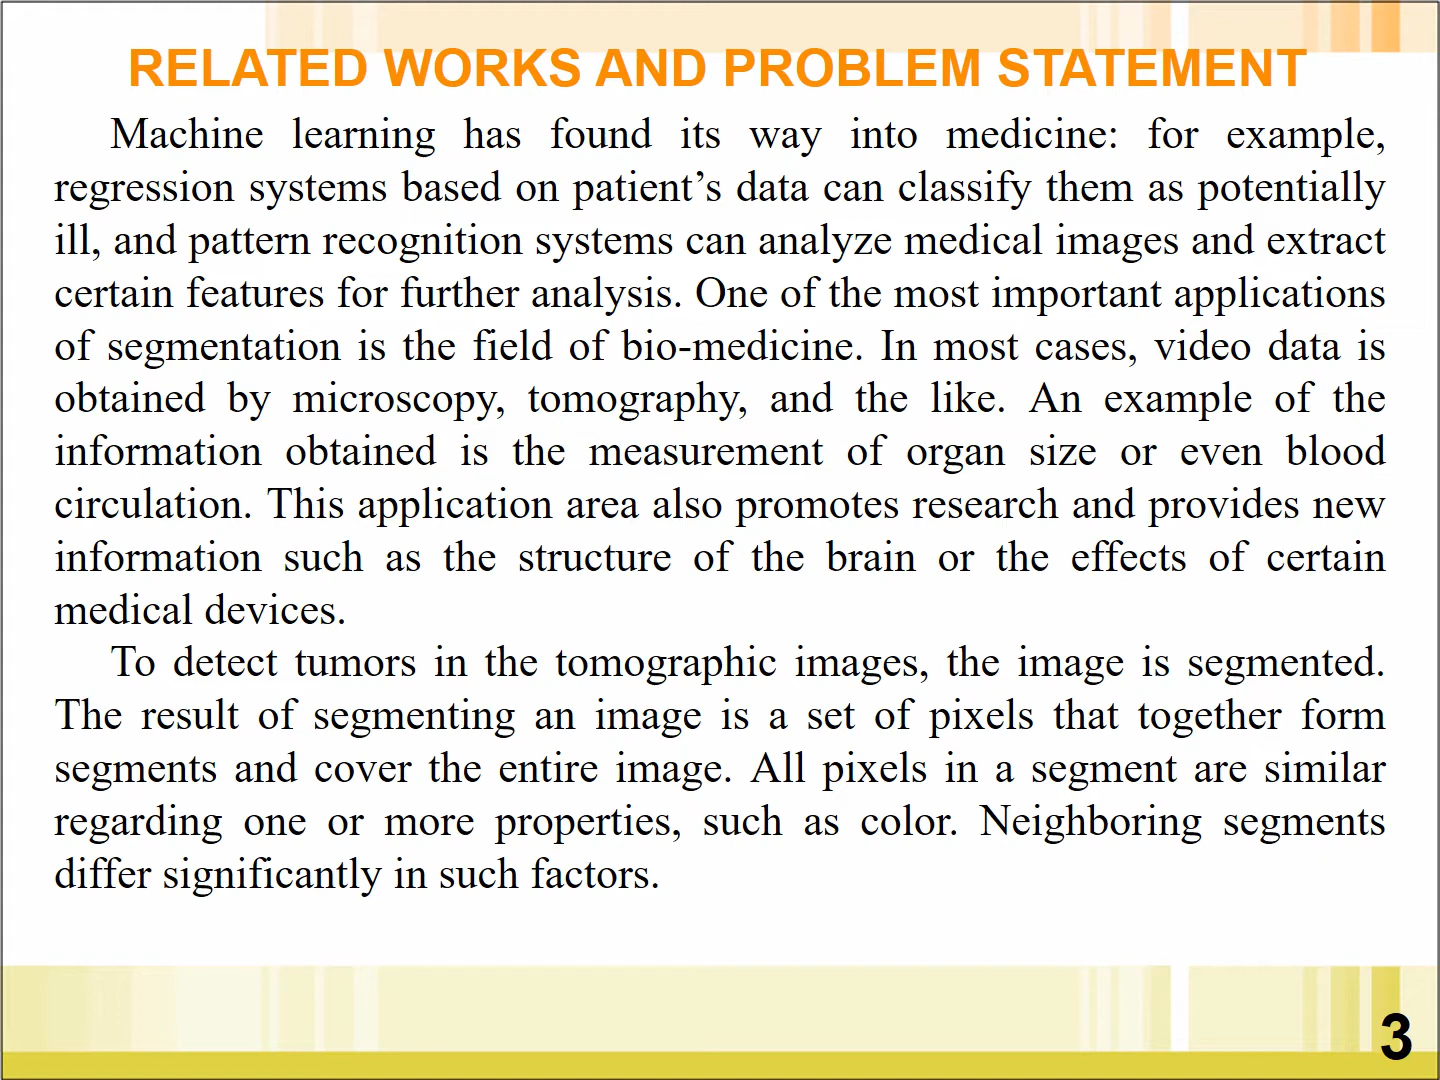 RELATED WORKS AND PROBLEM STATEMENT
Machine learning has found its way into medicine: for example,
regression systems based on patient’s data can classify them as potentially
ill, and pattern recognition systems can analyze medical images and extract
certain features for further analysis. One of the most important applications
of segmentation is the field of bio-medicine. In most cases, video data is
obtained by microscopy, tomography, and the like. An example of the
information obtained is the measurement of organ size or even blood
circulation. This application area also promotes research and provides new
information such as the structure of the brain or the effects of certain
medical devices.
To detect tumors in the tomographic images, the image is segmented.
The result of segmenting an image is a set of pixels that together form
segments and cover the entire image. All pixels in a segment are similar
regarding one or more properties, such as color. Neighboring segments
differ significantly in such factors.
3